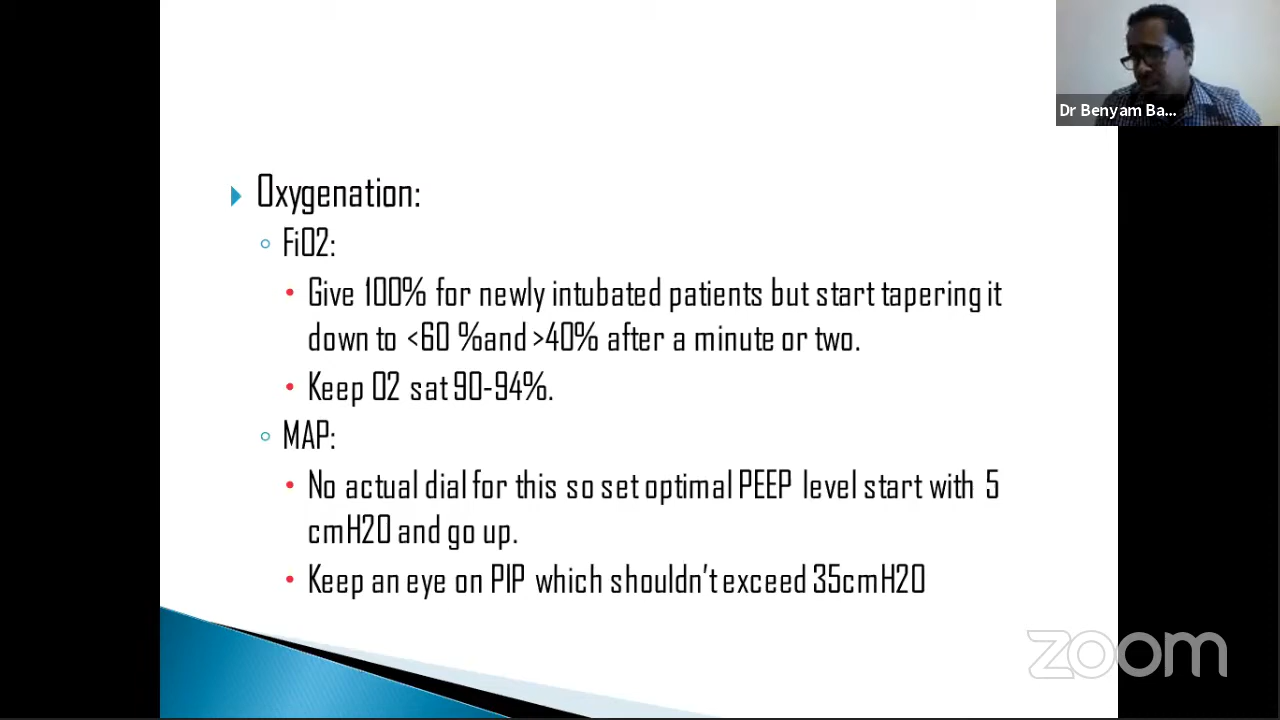 Dr Benyam Ba...
Oxygenation:
FiO2:
Give 100% for newly intubated patients but start tapering it
down to <60 %and >40% after a minute or two.
Keep O2 sat 90-94%.
MAP:
No actual dial for this so set optimal PEEP level start with 5
cmH2O and go up.
Keep an eye on PIP which shouldn't exceed 35cmH2O
zoom